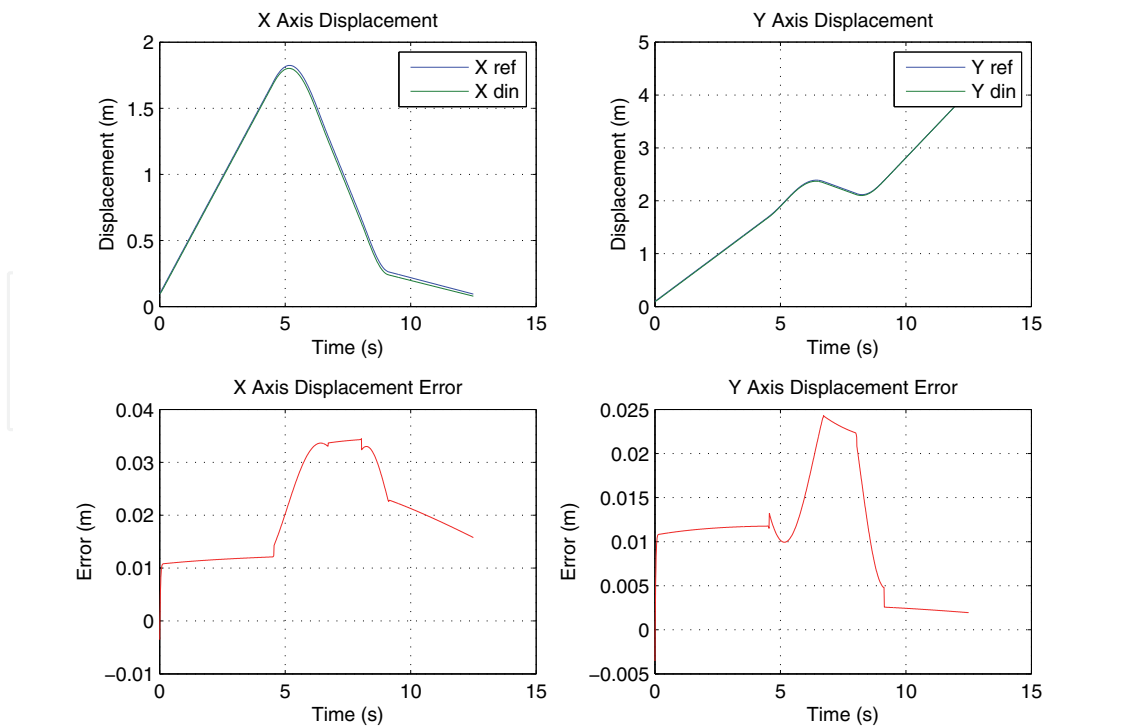 X Axis Displacement
2
1.5
1
0.5
0
Displacement (m)
X ref
X din
0
5
10
15
Time (s)
Y Axis Displacement
5
4
3
2
1
0
Displacement (m)
Y ref
Y din
0
5
10
15
Time (s)
X Axis Displacement Error
0.04
0.03
0.02
0.01
0
−0.01
Error (m)
0
5
10
15
Time (s)
Y Axis Displacement Error
0.025
0.02
0.015
0.01
0.005
0
−0.005
Error (m)
0
5
10
15
Time (s)